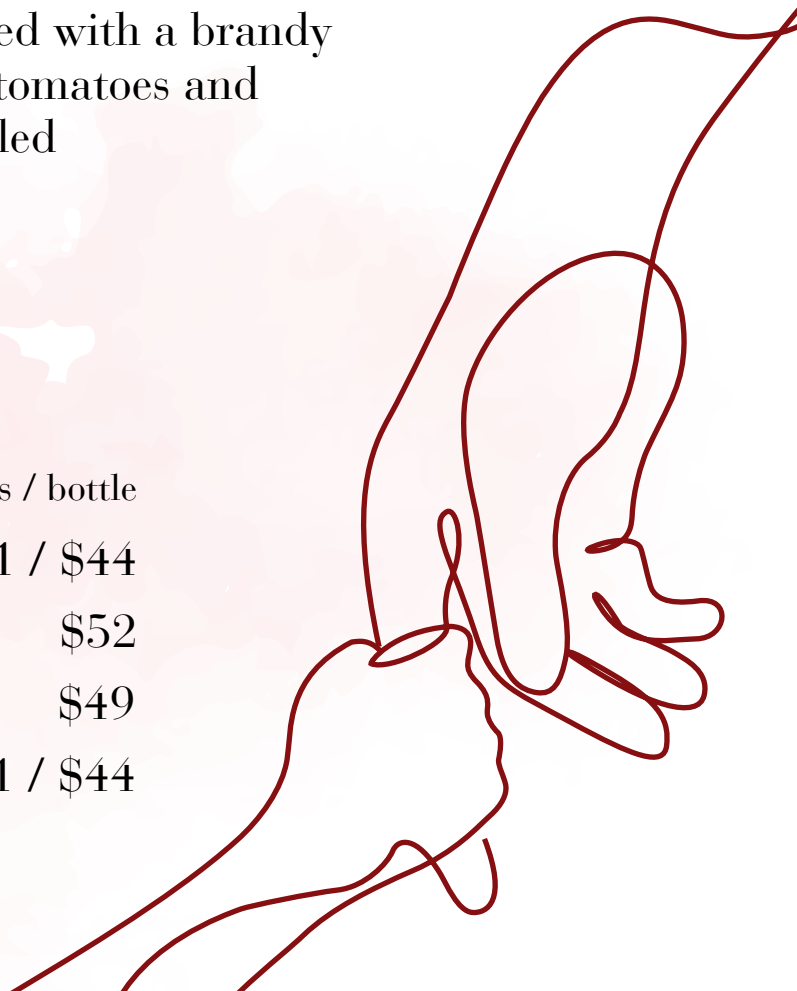 ed with a brandy
tomatoes and
led
s / bottle
1 / $44
$52
$49
1 / $44